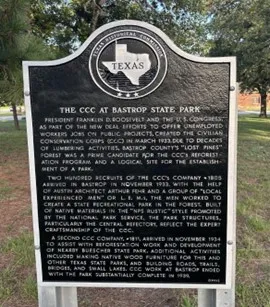 TEXAS HISTORICAL COMMISSION
TEXAS
THE CCC AT BASTROP STATE PARK
PRESIDENT FRANKLIN D. ROOSEVELT AND THE U.S. CONGRESS,
AS PART OF THE NEW DEAL EFFORTS TO OFFER UNEMPLOYED
WORKERS JOBS ON PUBLIC PROJECTS, CREATED THE CIVILIAN
CONSERVATION CORPS (CCC) IN MARCH 1933. DUE TO DECADES
OF LUMBERING ACTIVITIES, BASTROP COUNTY'S "LOST PINES"
FOREST WAS A PRIME CANDIDATE FOR THE CCC'S REFOREST-
ATION PROGRAM AND A LOGICAL SITE FOR THE ESTABLISH-
MENT OF A PARK.
TWO HUNDRED RECRUITS OF THE CCC'S COMPANY #1805
ARRIVED IN BASTROP IN NOVEMBER 1933. WITH THE HELP
OF AUSTIN ARCHITECT ARTHUR FEHR AND A GROUP OF "LOCAL
EXPERIENCED MEN" OR L.E.M.'s, THE MEN WORKED TO
CREATE A STATE RECREATIONAL PARK IN THE FOREST. BUILT
OF NATIVE MATERIALS IN THE "NPS RUSTIC" STYLE PROMOTED
BY THE NATIONAL PARK SERVICE, THE PARK STRUCTURES,
PARTICULARLY THE CENTRAL REFECTORY, REFLECT THE EXPERT
CRAFTSMANSHIP OF THE CCC.
A SECOND CCC COMPANY, #1811, ARRIVED IN NOVEMBER 1934
TO ASSIST WITH REFORESTATION WORK AND DEVELOPMENT
OF NEARBY BUESCHER STATE PARK. ADDITIONAL ACTIVITIES
INCLUDED MAKING NATIVE WOOD FURNITURE FOR THIS AND
OTHER TEXAS STATE PARKS, AND BUILDING ROADS, TRAILS,
BRIDGES, AND SMALL LAKES. CCC WORK AT BASTROP ENDED
WITH THE PARK SUBSTANTIALLY COMPLETE IN 1939.